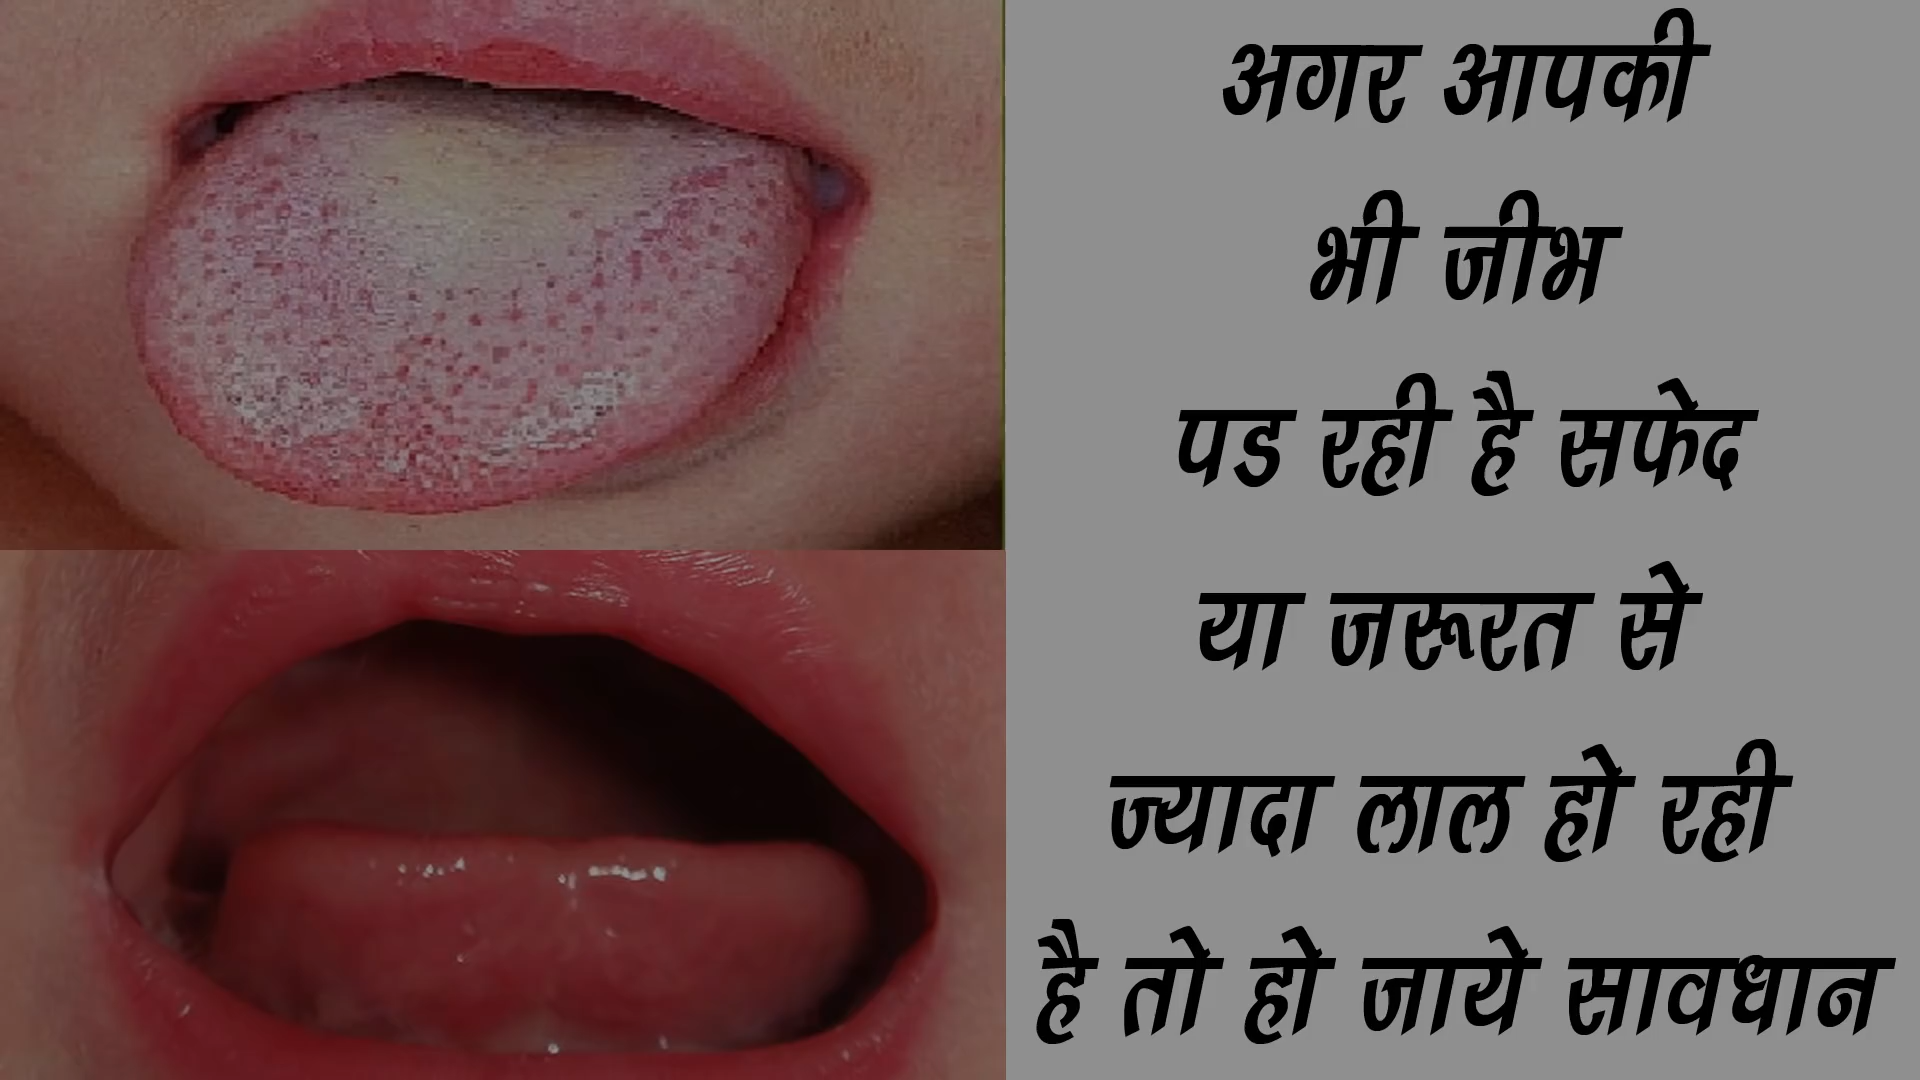 अगर आपकी
भी जीभ
पड रही है सफेद
या जरूरत से
ज्यादा लाल हो रही
है तो हो जाये सावधान